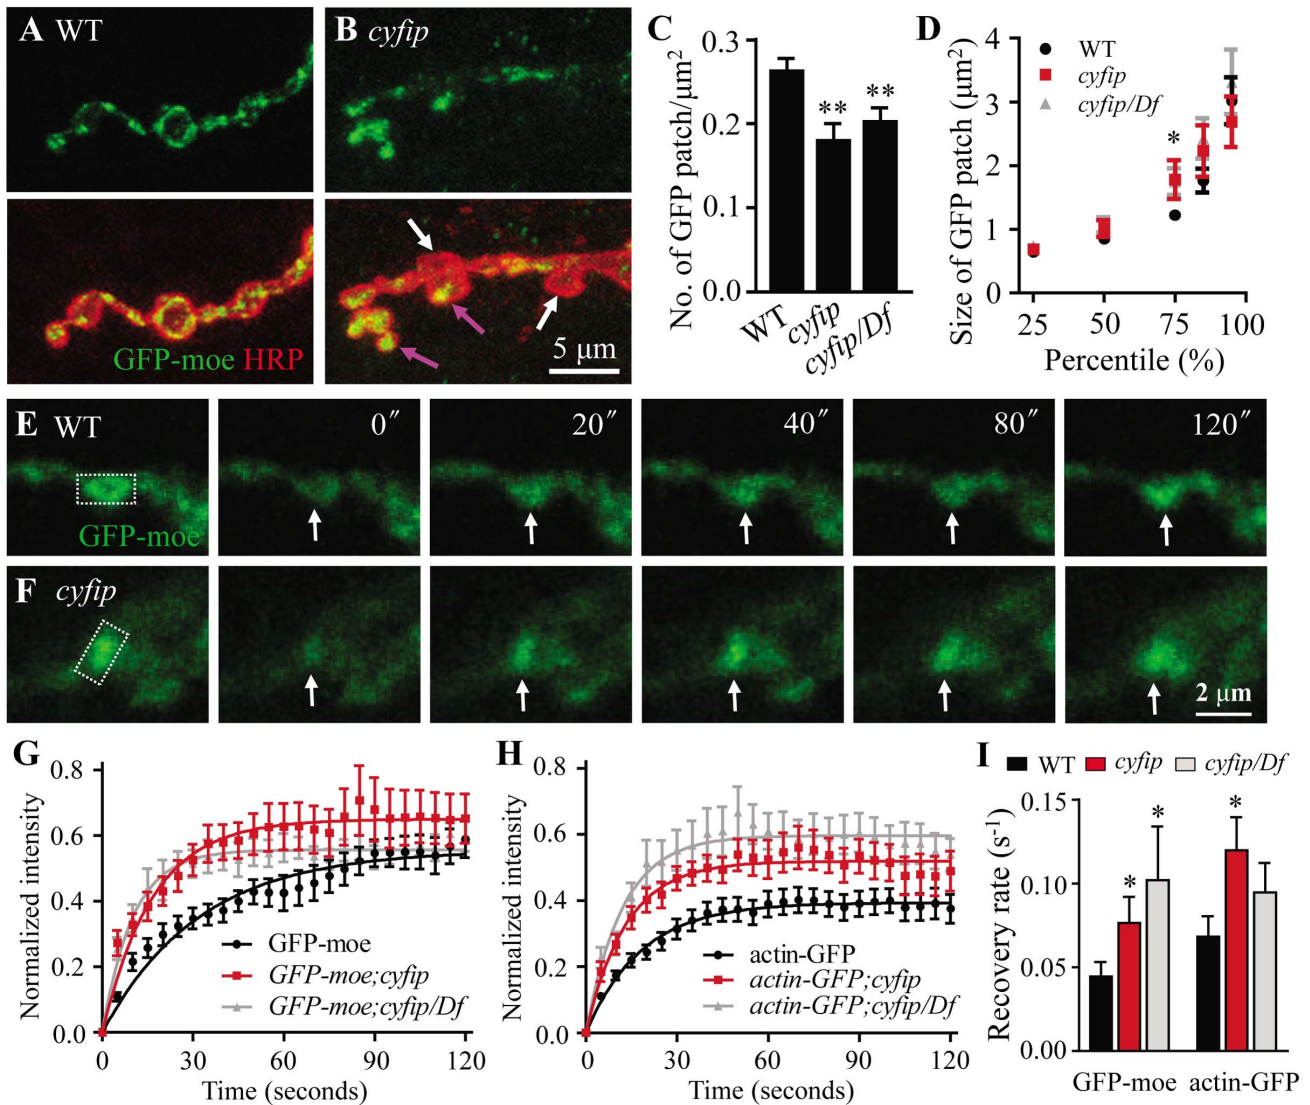 A WT
B cyfip
GFP-moe HRP
5 µm
C
No. of GFP patch/µm²
0.3
0.2
0.1
0.0
**
**
WT
cyfip
cyfip/Df
D
Size of GFP patch (µm²)
4
3
2
1
0
WT
cyfip
cyfip/Df
*
25 50 75 100
Percentile (%)
E WT
0″
20″
40″
80″
120″
GFP-moe
F cyfip
2 µm
G
Normalized intensity
0.8
0.6
0.4
0.2
0.0
GFP-moe
GFP-moe;cyfip
GFP-moe;cyfip/Df
0 30 60 90 120
Time (seconds)
H
Normalized intensity
0.8
0.6
0.4
0.2
0.0
actin-GFP
actin-GFP;cyfip
actin-GFP;cyfip/Df
0 30 60 90 120
Time (seconds)
I
WT cyfip cyfip/Df
Recovery rate (s⁻¹)
0.15
0.10
0.05
0.00
*
*
*
GFP-moe actin-GFP